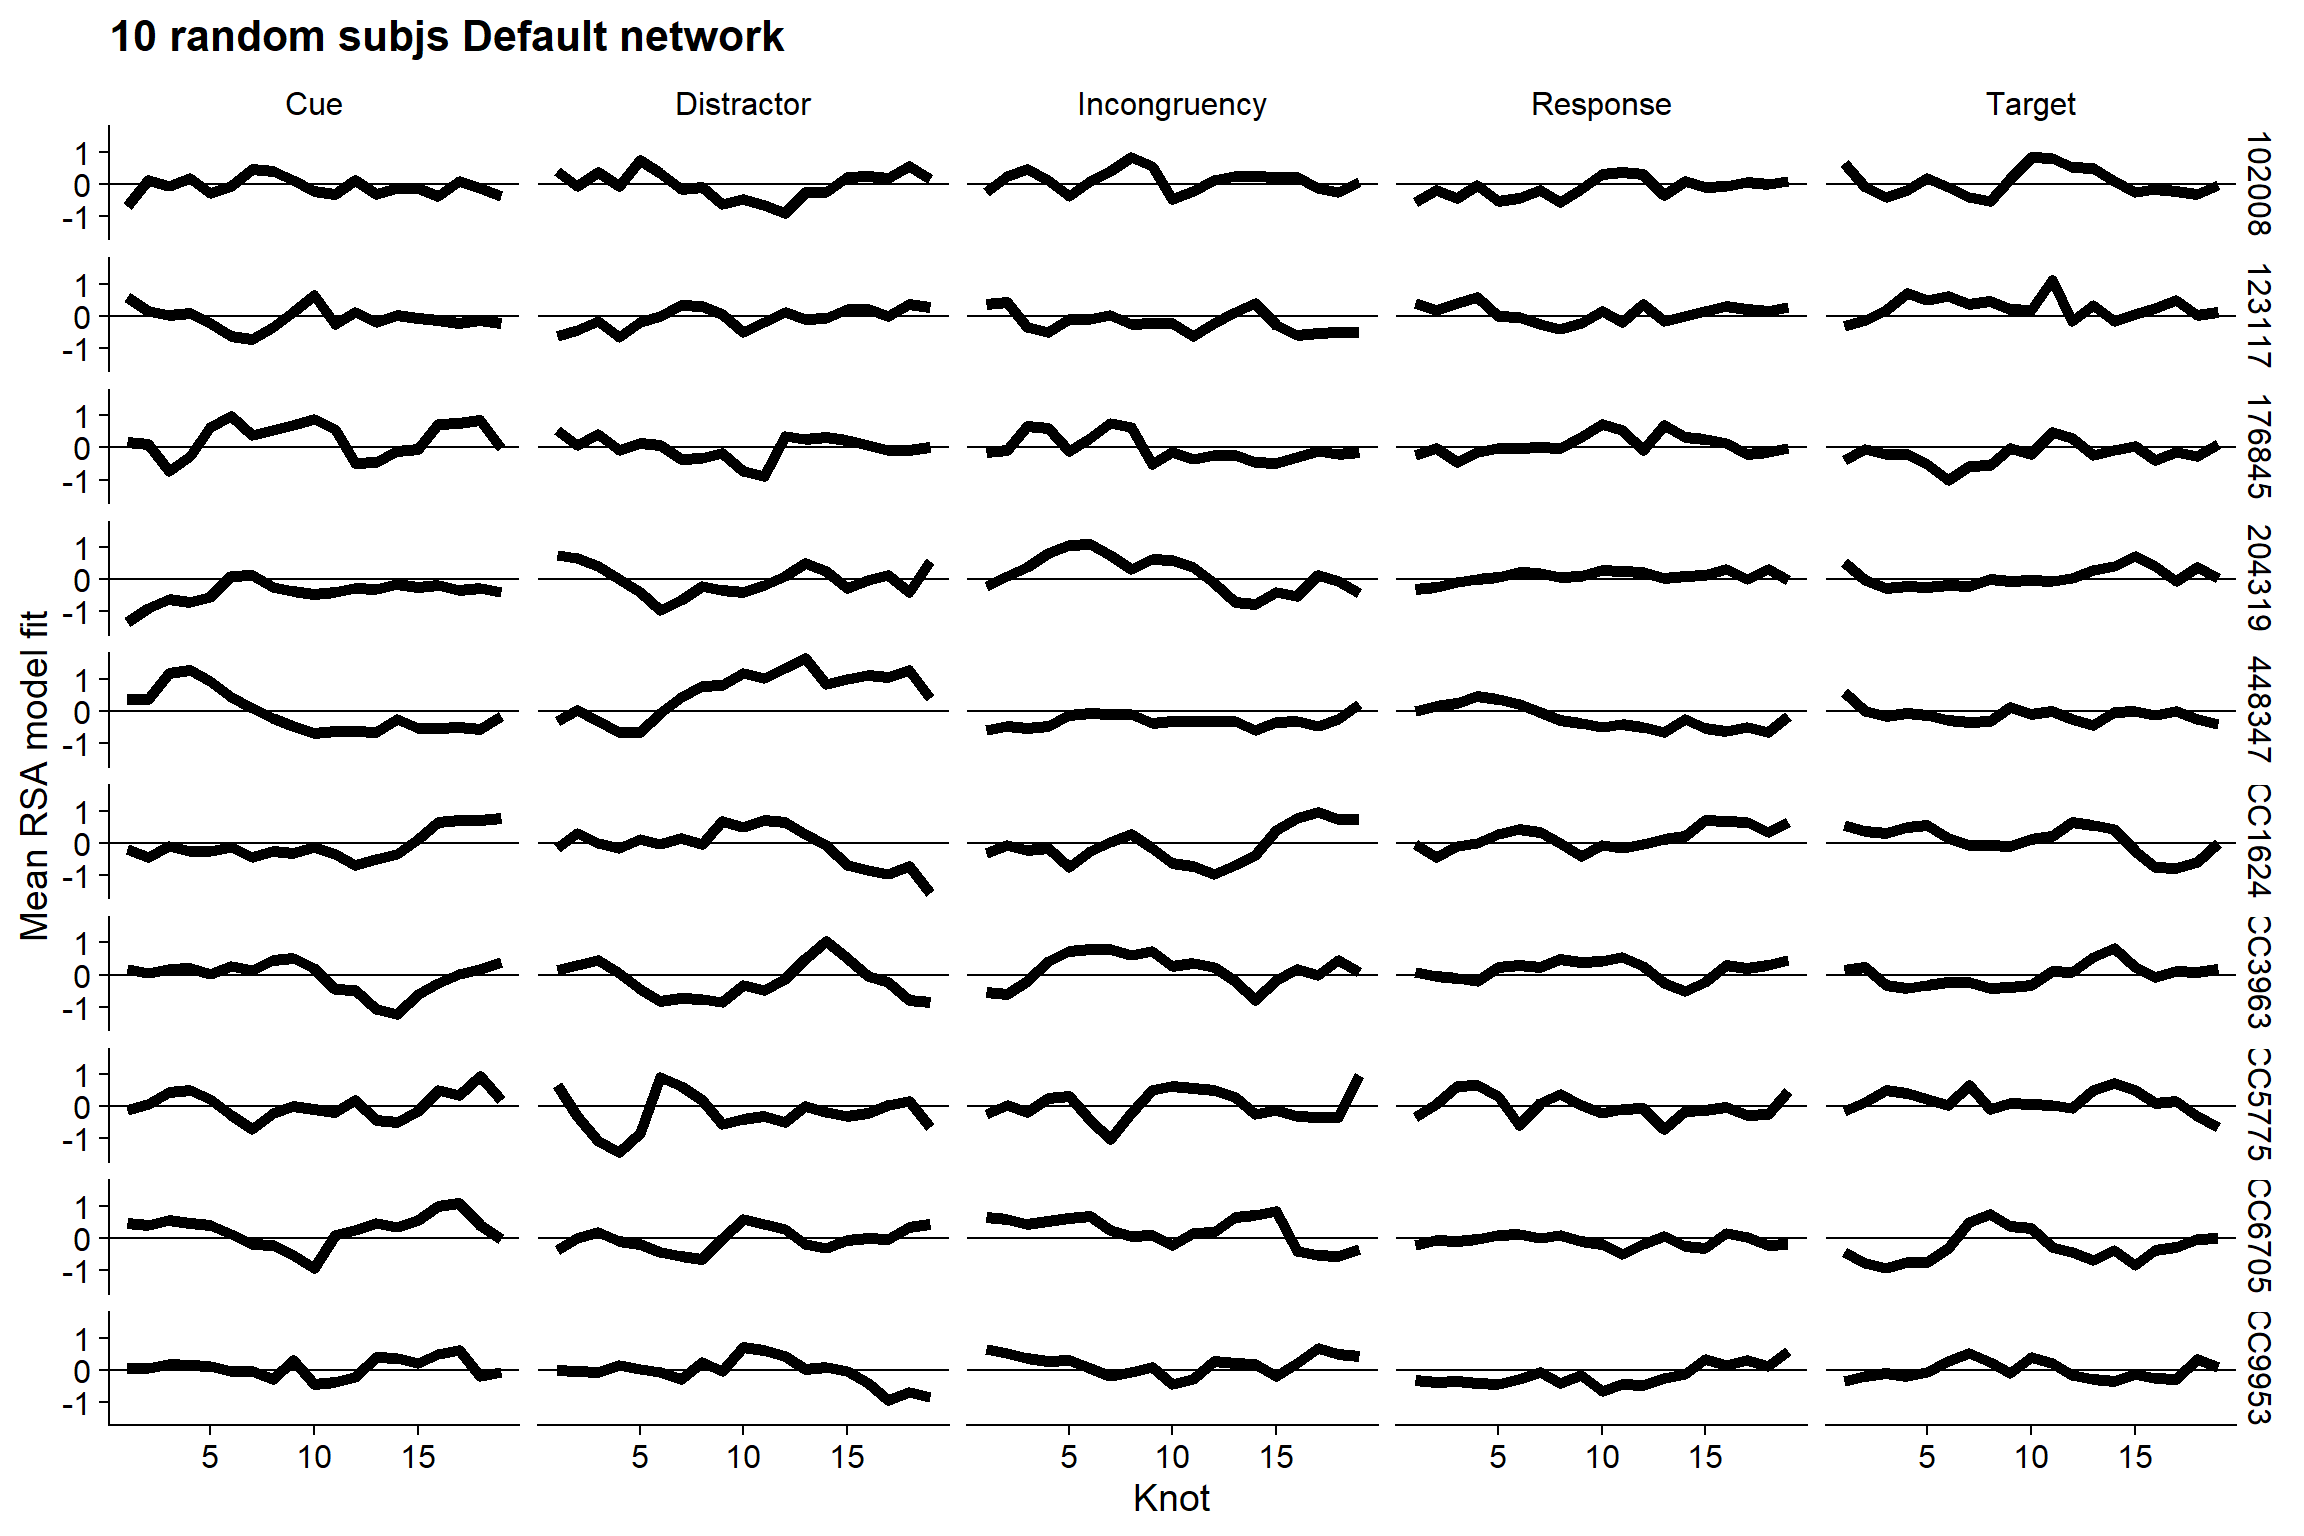 10 random subjs Default network
Cue Distractor Incongruency Response Target
1 0 -1 102008
1 0 -1 123117
1 0 -1 176845
1 0 -1 204319
1 0 -1 448347
1 0 -1 CC1624
1 0 -1 CC3963
1 0 -1 CC5775
1 0 -1 CC6705
1 0 -1 CC9953
Mean RSA model fit
5 10 15 5 10 15 5 10 15 5 10 15 5 10 15
Knot